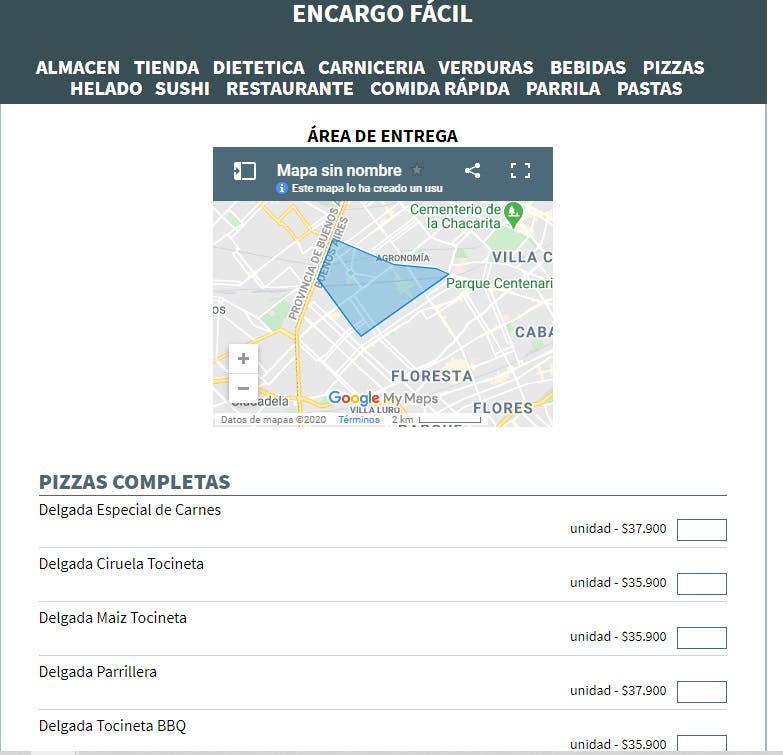 ENCARGO FÁCIL
ALMACEN TIENDA DIETETICA CARNICERIA VERDURAS BEBIDAS PIZZAS
HELADO SUSHI RESTAURANTE COMIDA RÁPIDA PARRILA PASTAS
ÁREA DE ENTREGA
Mapa sin nombre
Este mapa lo ha creado un usu
Cementerio de
la Chacarita
PROVINCIA DE BUENOS A
BUENOS AIRES
AGRONOMÍA
VILLA C
Parque Centenari
os
CABA
FLORESTA
Ciudadela
Google My Maps
VILLA LURO
FLORES
Datos de mapas ©2020 Términos 2 km
PARQUE
PIZZAS COMPLETAS
Delgada Especial de Carnes
unidad - $37.900
Delgada Ciruela Tocineta
unidad - $35.900
Delgada Maiz Tocineta
unidad - $35.900
Delgada Parrillera
unidad - $37.900
Delgada Tocineta BBQ
unidad - $35.900